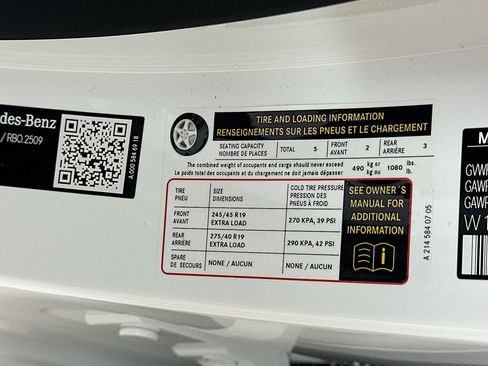 des-Benz
/ RBO.2509
A 000 584 69 18
TIRE AND LOADING INFORMATION
RENSEIGNEMENTS SUR LES PNEUS ET LE CHARGEMENT
SEATING CAPACITY
NOMBRE DE PLACES
TOTAL 5
FRONT
AVANT 2
REAR
ARRIÈRE 3
The combined weight of occupants and cargo should never exceed
Le poids total des occupants et du chargement ne doit jamais dépasser
490 kg or
kg ou
1080 lbs.
lb.
TIRE
PNEU
SIZE
DIMENSIONS
COLD TIRE PRESSURE
PRESSION DES
PNEUS À FROID
FRONT
AVANT
245/45 R19
EXTRA LOAD
270 KPA, 39 PSI
REAR
ARRIÈRE
275/40 R19
EXTRA LOAD
290 KPA, 42 PSI
SPARE
DE SECOURS
NONE / AUCUN
NONE / AUCUN
SEE OWNER´S
MANUAL FOR
ADDITIONAL
INFORMATION
A 214 584 07 05
M
GVWR
GAWR
GAWR
W1